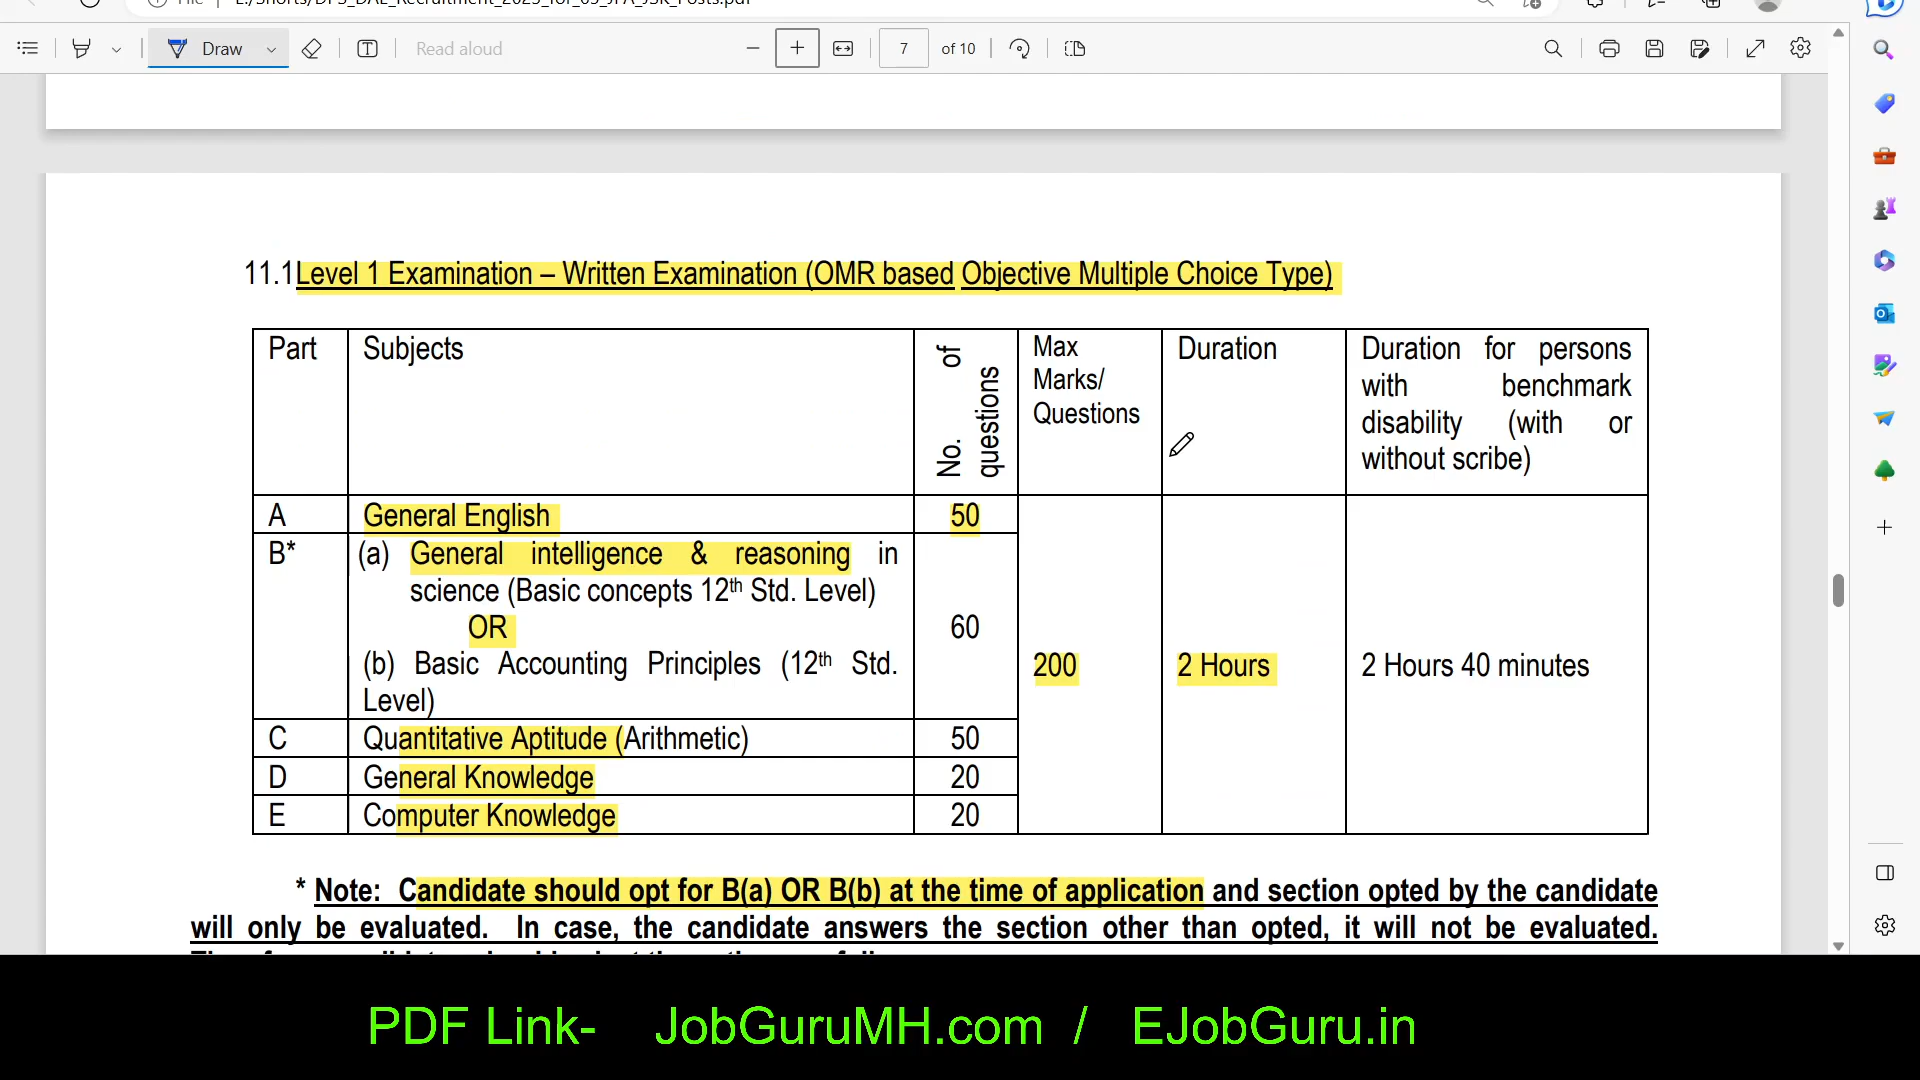 Draw
Read aloud
7
of 10
11.1Level 1 Examination – Written Examination (OMR based Objective Multiple Choice Type)
Part
Subjects
No. of
questions
Max
Marks/
Questions
Duration
Duration for persons
with benchmark
disability (with or
without scribe)
A
General English
50
B*
(a) General intelligence & reasoning in
science (Basic concepts 12th Std. Level)
OR
(b) Basic Accounting Principles (12th Std.
Level)
60
200
2 Hours
2 Hours 40 minutes
C
Quantitative Aptitude (Arithmetic)
50
D
General Knowledge
20
E
Computer Knowledge
20
* Note: Candidate should opt for B(a) OR B(b) at the time of application and section opted by the candidate
will only be evaluated. In case, the candidate answers the section other than opted, it will not be evaluated.
PDF Link- JobGuruMH.com / EJobGuru.in